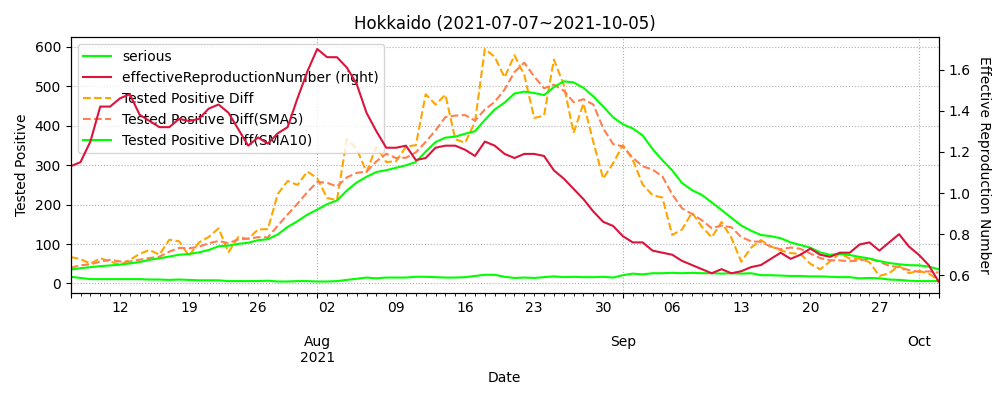 Hokkaido (2021-07-07~2021-10-05)
serious
effectiveReproductionNumber (right)
Tested Positive Diff
Tested Positive Diff(SMA5)
Tested Positive Diff(SMA10)
Tested Positive
600
500
400
300
200
100
0
1.6
1.4
1.2
1.0
0.8
0.6
Effective Reproduction Number
12 19 26 02 09 16 23 30 06 13 20 27
Aug Sep Oct
2021
Date